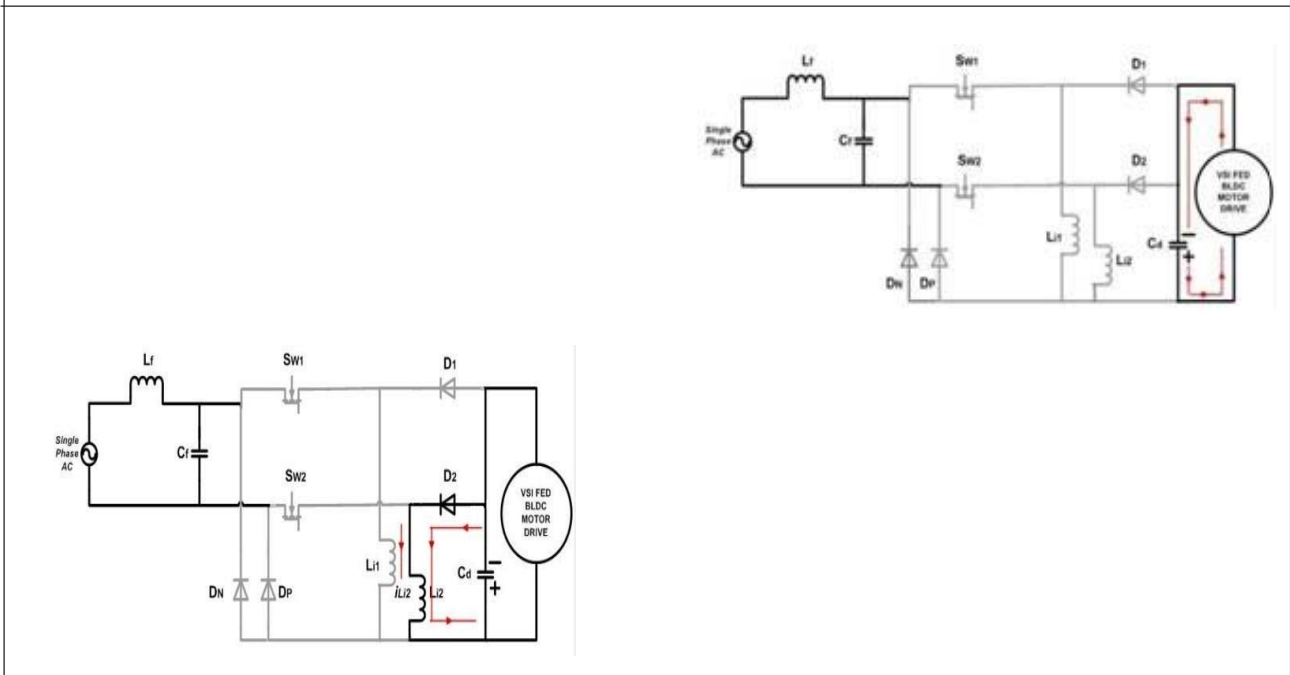 Lf
Sw1
D1
Single
Phase
AC
Cf
Sw2
D2
VSI FED
BLDC
MOTOR
DRIVE
Li1
Li2
Cd
−
+
DN
DP
Lf
Sw1
D1
Single
Phase
AC
Cf
Sw2
D2
VSI FED
BLDC
MOTOR
DRIVE
Li1
iLi2
Li2
Cd
−
+
DN
DP